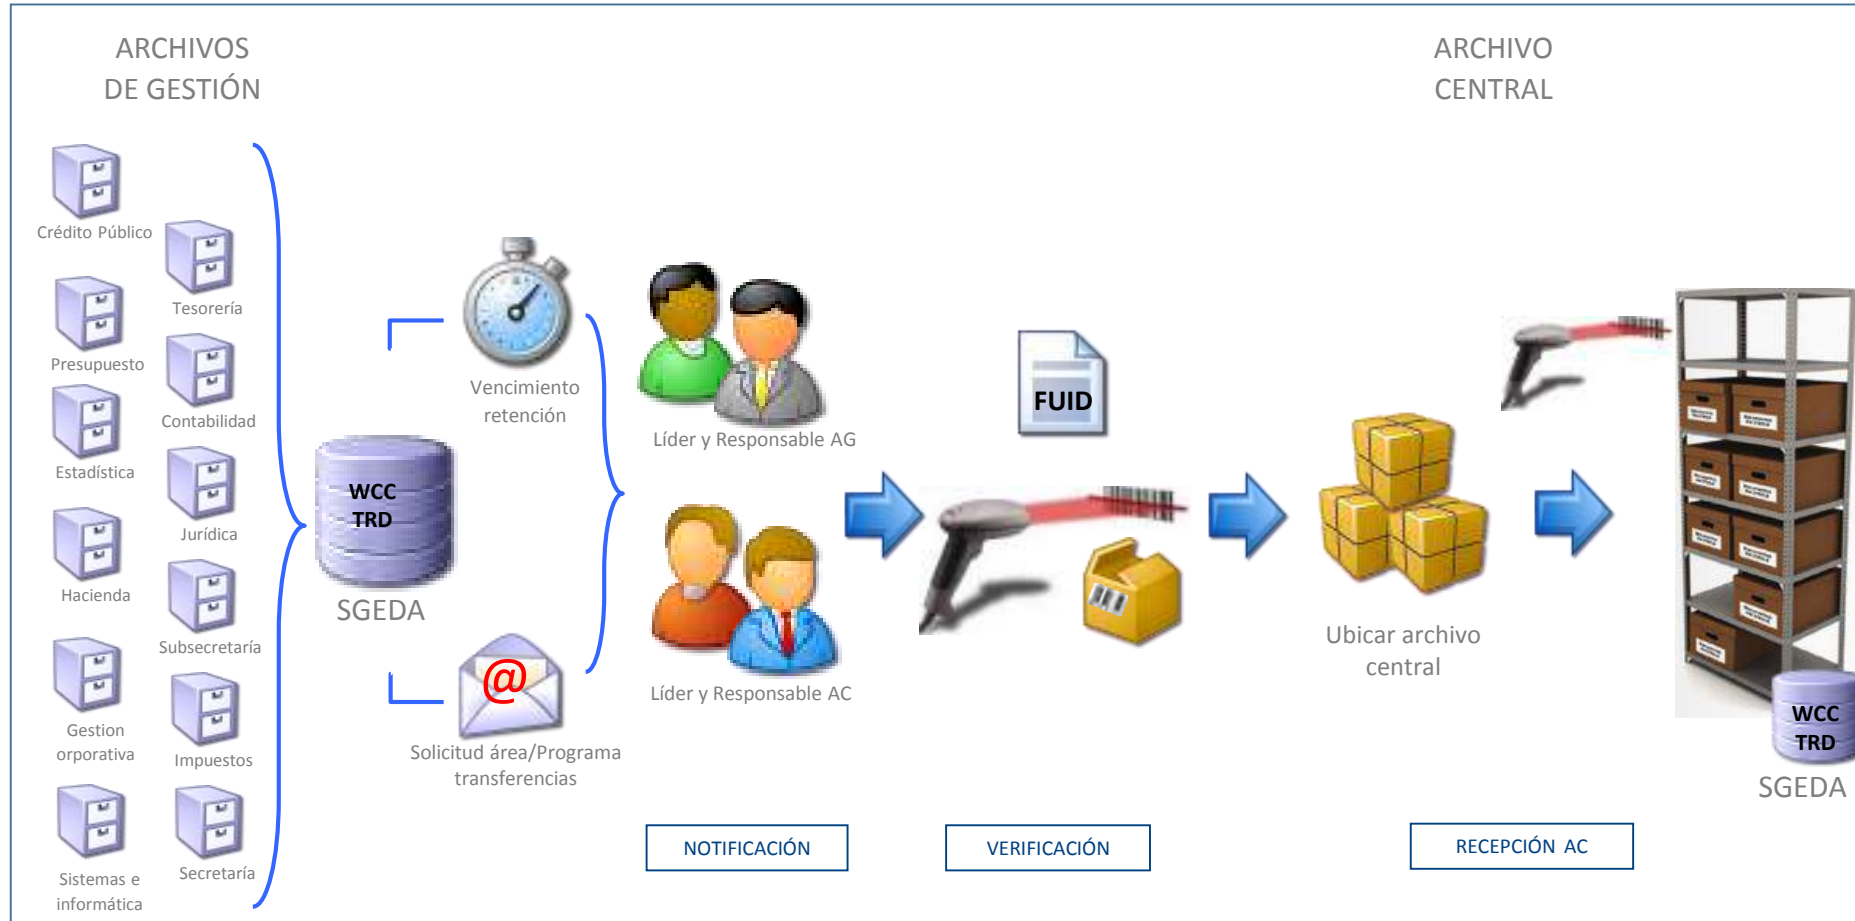 ARCHIVOS
DE GESTIÓN
ARCHIVO
CENTRAL
Crédito Público
Tesorería
Presupuesto
Contabilidad
Estadística
Jurídica
Hacienda
Subsecretaría
Gestion
orporativa
Impuestos
Sistemas e
informática
Secretaría
WCC
TRD
SGEDA
Vencimiento
retención
@
Solicitud área/Programa
transferencias
Líder y Responsable AG
Líder y Responsable AC
FUID
Ubicar archivo
central
WCC
TRD
SGEDA
NOTIFICACIÓN
VERIFICACIÓN
RECEPCIÓN AC